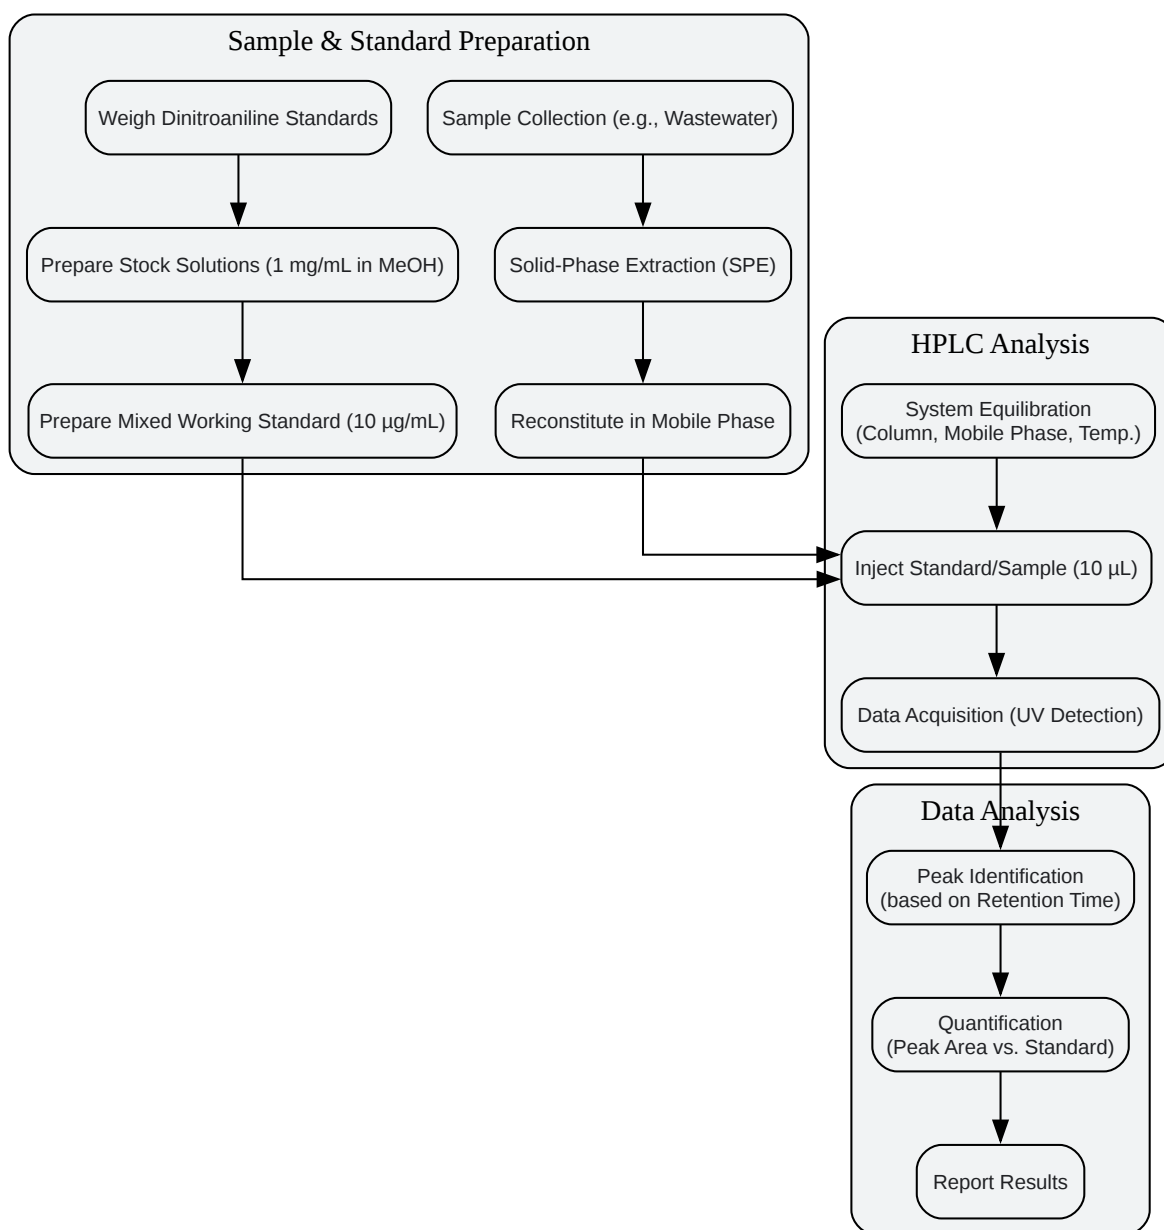 Sample & Standard Preparation
Weigh Dinitroaniline Standards
Sample Collection (e.g., Wastewater)
Prepare Stock Solutions (1 mg/mL in MeOH)
Solid-Phase Extraction (SPE)
Prepare Mixed Working Standard (10 µg/mL)
Reconstitute in Mobile Phase
HPLC Analysis
System Equilibration
(Column, Mobile Phase, Temp.)
Inject Standard/Sample (10 µL)
Data Acquisition (UV Detection)
Data Analysis
Peak Identification
(based on Retention Time)
Quantification
(Peak Area vs. Standard)
Report Results